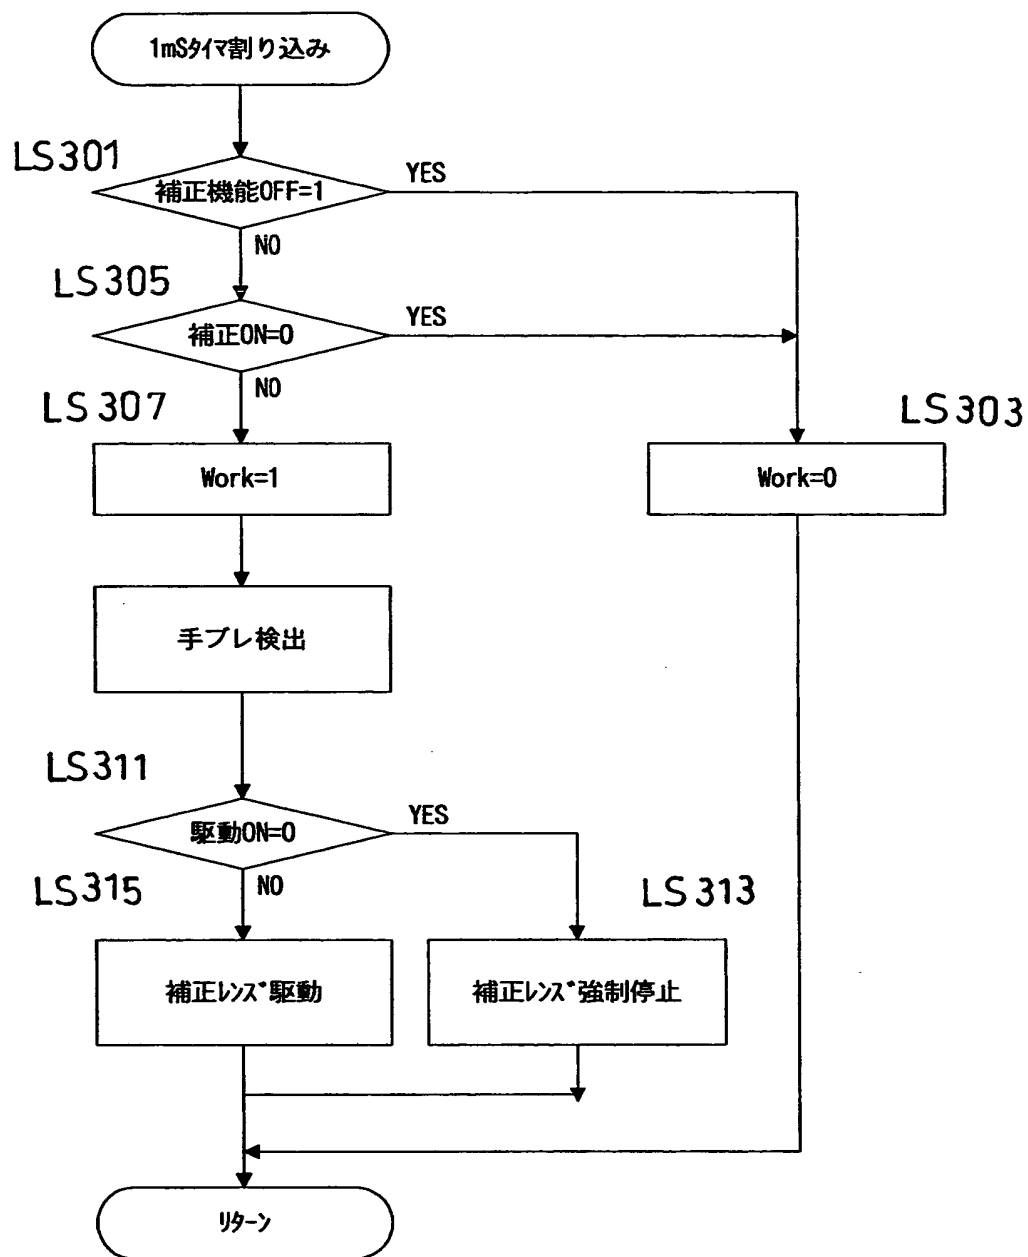 1mSﾀｲﾏ割り込み
LS301
補正機能OFF=1
YES
NO
LS305
補正ON=0
YES
NO
LS307
Work=1
LS303
Work=0
手ブレ検出
LS311
駆動ON=0
YES
NO
LS315
補正ﾚﾝｽﾞ駆動
LS313
補正ﾚﾝｽﾞ強制停止
ﾘﾀｰﾝ